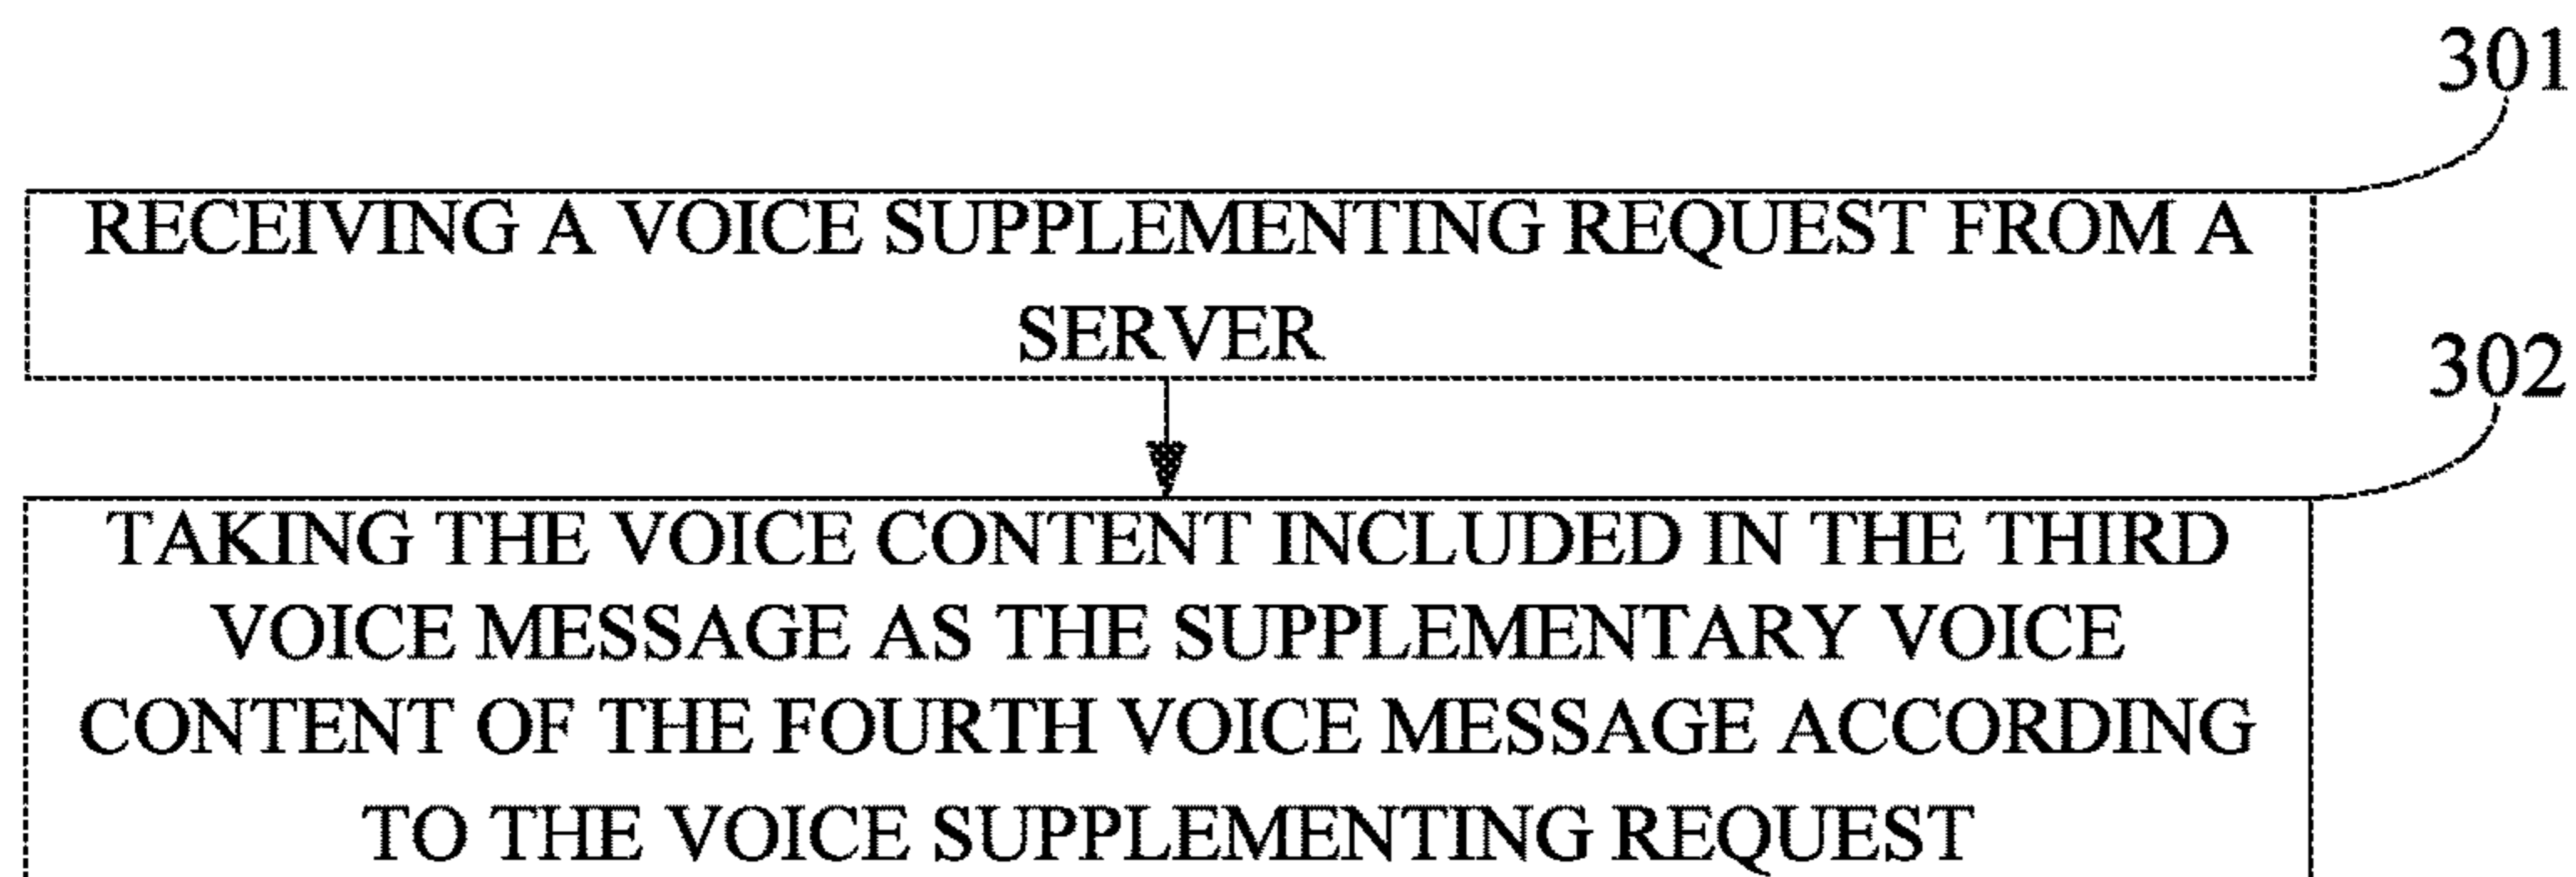 301
RECEIVING A VOICE SUPPLEMENTING REQUEST FROM A
SERVER
302
TAKING THE VOICE CONTENT INCLUDED IN THE THIRD
VOICE MESSAGE AS THE SUPPLEMENTARY VOICE
CONTENT OF THE FOURTH VOICE MESSAGE ACCORDING
TO THE VOICE SUPPLEMENTING REQUEST